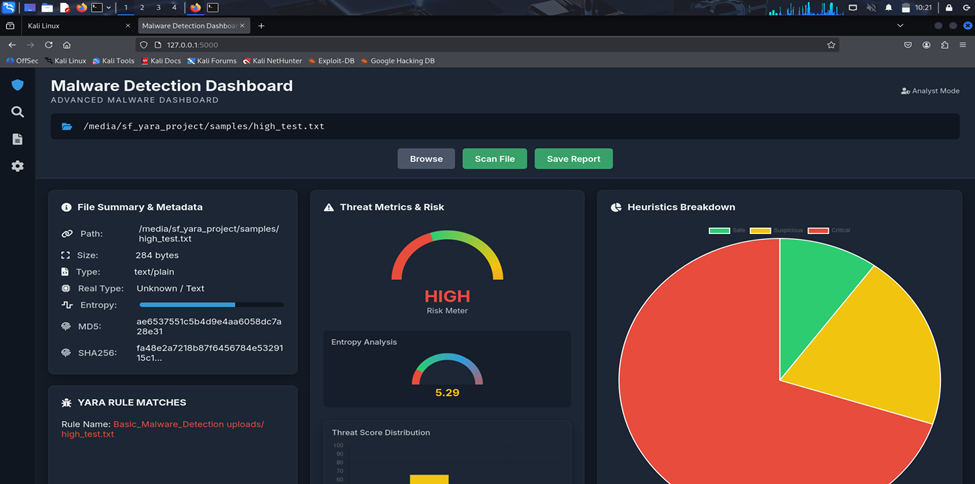 1 2 3 4
10:21
Kali Linux × Malware Detection Dashboa × +
127.0.0.1:5000
OffSec Kali Linux Kali Tools Kali Docs Kali Forums Kali NetHunter Exploit-DB Google Hacking DB
Malware Detection Dashboard
ADVANCED MALWARE DASHBOARD
Analyst Mode
/media/sf_yara_project/samples/high_test.txt
Browse Scan File Save Report
File Summary & Metadata
Path: /media/sf_yara_project/samples/
high_test.txt
Size: 284 bytes
Type: text/plain
Real Type: Unknown / Text
Entropy:
MD5: ae6537551c5b4d9e4aa6058dc7a
28e31
SHA256: fa48e2a7218b87f6456784e53291
15c1...
YARA RULE MATCHES
Rule Name: Basic_Malware_Detection uploads/
high_test.txt
Threat Metrics & Risk
HIGH
Risk Meter
Entropy Analysis
5.29
Threat Score Distribution
100
90
80
70
60
Heuristics Breakdown
Safe Suspicious Critical